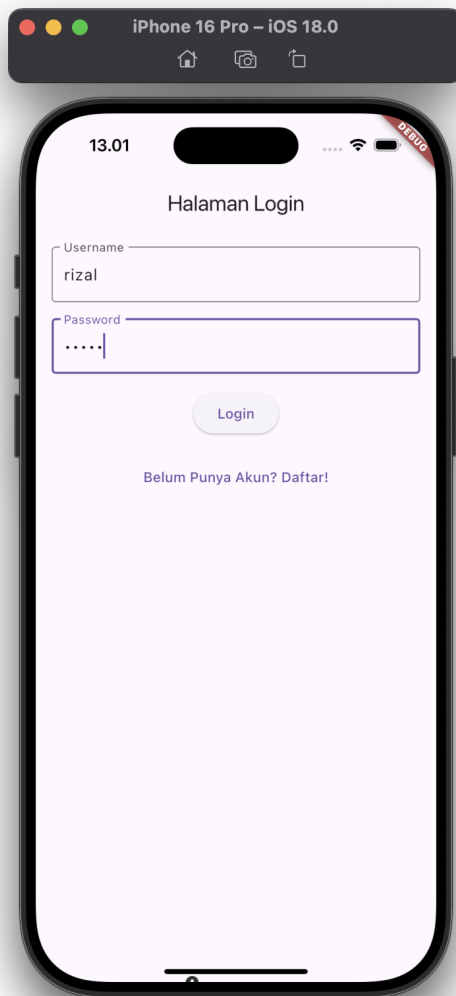 iPhone 16 Pro – iOS 18.0
13.01
DEBUG
Halaman Login
Username
rizal
Password
•••••
Login
Belum Punya Akun? Daftar!